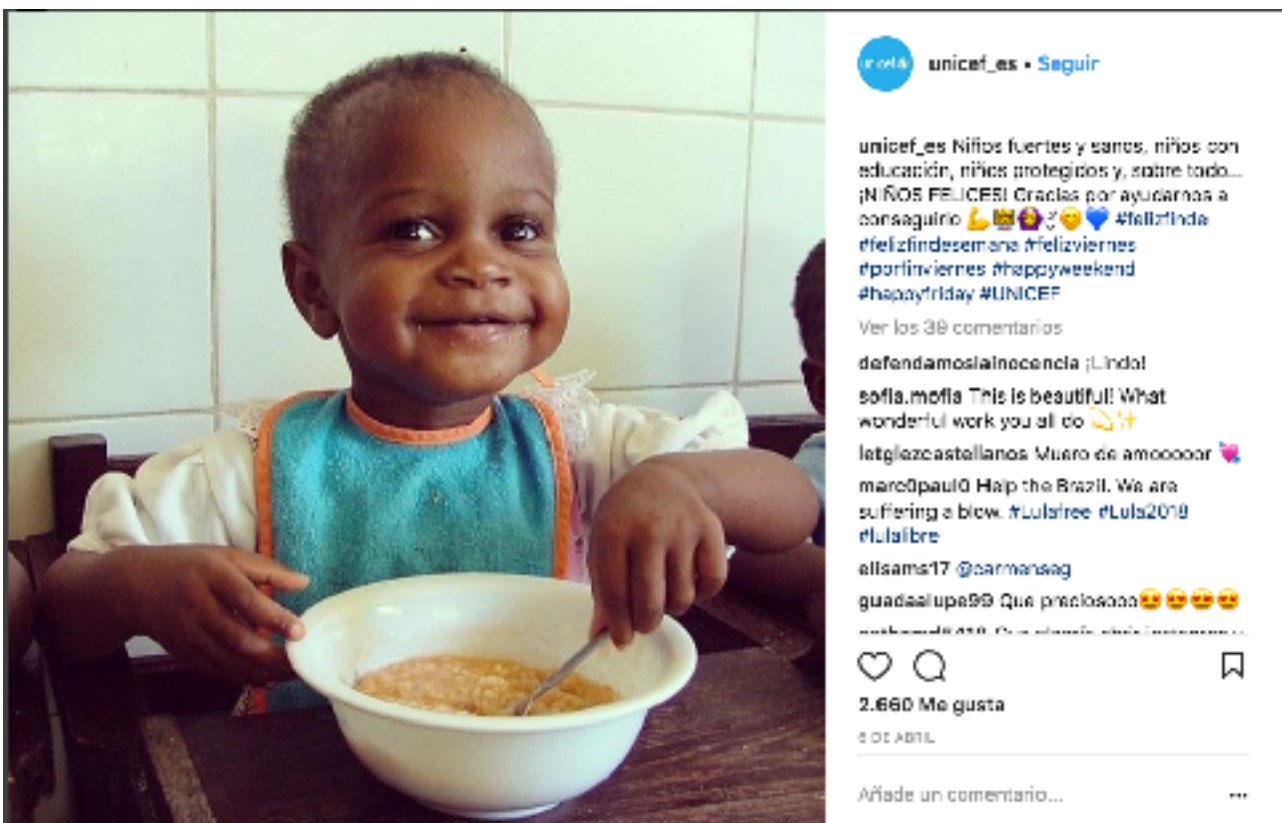 unicef_es • Seguir
unicef_es Niños fuertes y sanos, niños con
educación, niños protegidos y, sobre todo...
¡NIÑOS FELICES! Gracias por ayudarnos a
conseguirlo 💪 😊💙 #felizfinde
#felizfindesemana #felizviernes
#porfinviernes #happyweekend
#happyfriday #UNICEF
Ver los 39 comentarios
defendamoslainocencia ¡Lindo!
sofia.mofia This is beautiful! What
wonderful work you all do 💫✨
letglezcastellanos Muero de amooooor 💘
marc0paul0 Help the Brazil. We are
suffering a blow. #Lulafree #Lula2018
#lulalibre
elisams17 @carmenseg
guadaalupe99 Que preciosooo😍😍😍😍
2.660 Me gusta
6 DE ABRIL
Añade un comentario...